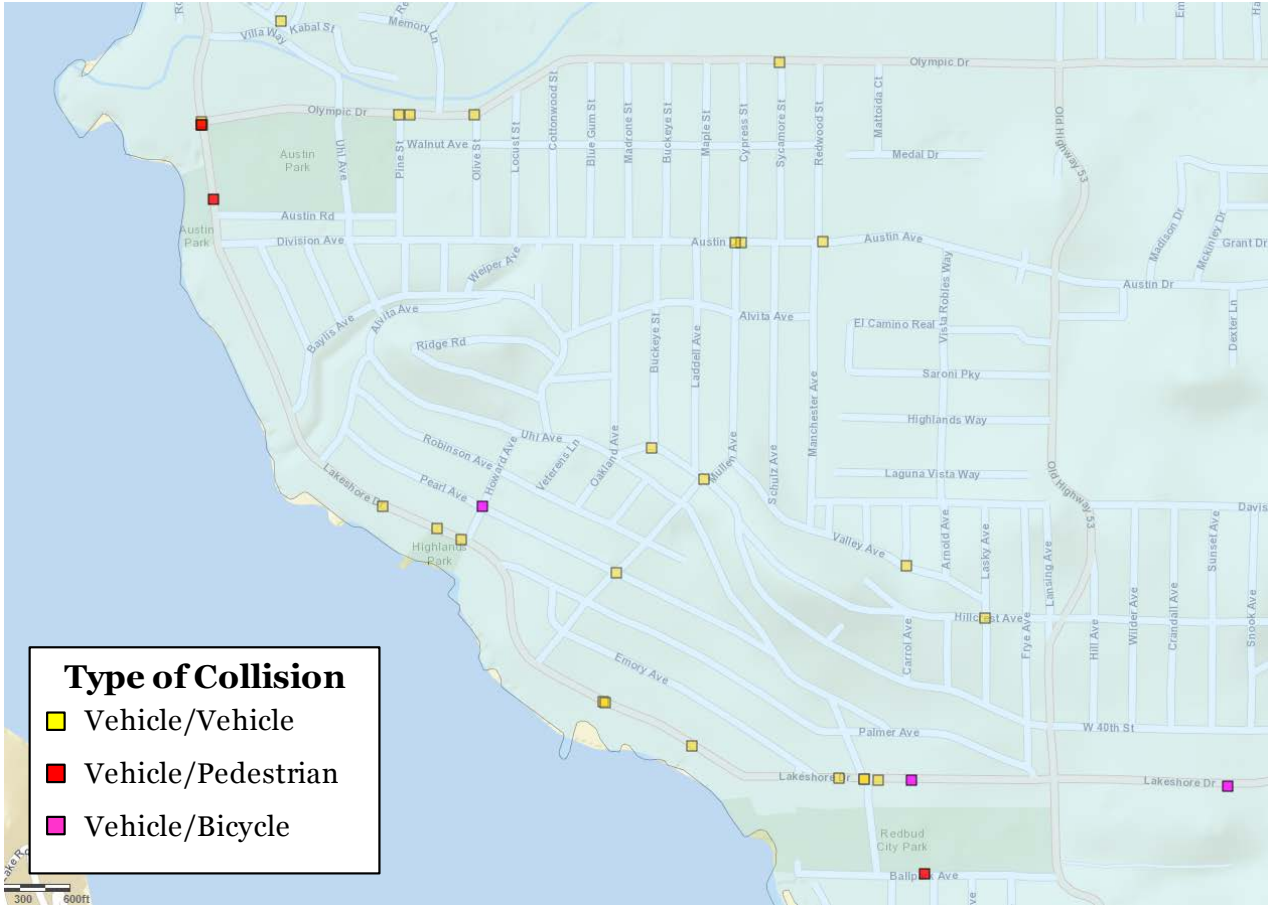 Villa Way
Kabal St
Memory Ln
Olympic Dr
Olympic Dr
Old Highway 53
Austin
Park
Uhl Ave
Pine St
Walnut Ave
Olive St
Locust St
Cottonwood St
Blue Gum St
Madrone St
Buckeye St
Maple St
Cypress St
Sycamore St
Redwood St
Mattoida Ct
Medal Dr
Austin Rd
Austin
Park
Division Ave
Weiper Ave
Austin
Austin Ave
Madison Dr
Mckinley Dr
Grant Dr
Austin Dr
Dexter Ln
Vista Robles Way
Baylis Ave
Alvita Ave
Ridge Rd
Buckeye St
Laddell Ave
Alvita Ave
El Camino Real
Saroni Pky
Highlands Way
Manchester Ave
Laguna Vista Way
Robinson Ave
Howard Ave
Uhl Ave
Veterens Ln
Oakland Ave
Mullen Ave
Schulz Ave
Old Highway 53
Davis
Lakeshore D
Pearl Ave
Highlands
Park
Valley Ave
Arnold Ave
Lasky Ave
Lansing Ave
Sunset Ave
Hillcrest Ave
Carrol Ave
Frye Ave
Hill Ave
Wilder Ave
Crandall Ave
Snook Ave
Emory Ave
Palmer Ave
W 40th St
Lakeshore Dr
Lakeshore Dr
Redbud
City Park
Ballpark Ave
Type of Collision
Vehicle/Vehicle
Vehicle/Pedestrian
Vehicle/Bicycle
300
600ft